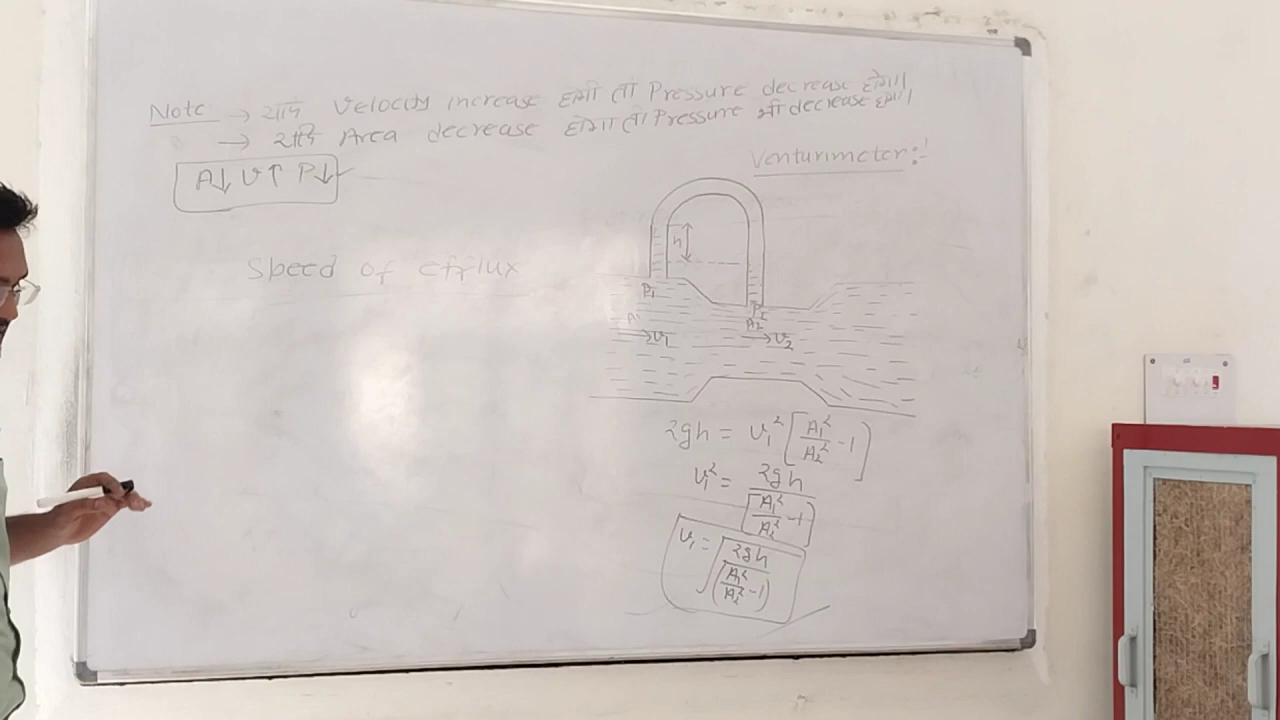 Note → यदि Velocity increase होगी तो Pressure decrease होगा।
→ यदि Area decrease होगा तो Pressure भी decrease होगा।
A↓ v↑ P↓
Venturimeter:-
Speed of efflux
h
P₁
P₂
A₁
A₂
→v₁
→v₂
2gh = v₁² [A₁²/A₂² - 1]
v₁² = 2gh/[A₁²/A₂² - 1]
v₁ = √(2gh/(A₁²/A₂² - 1))